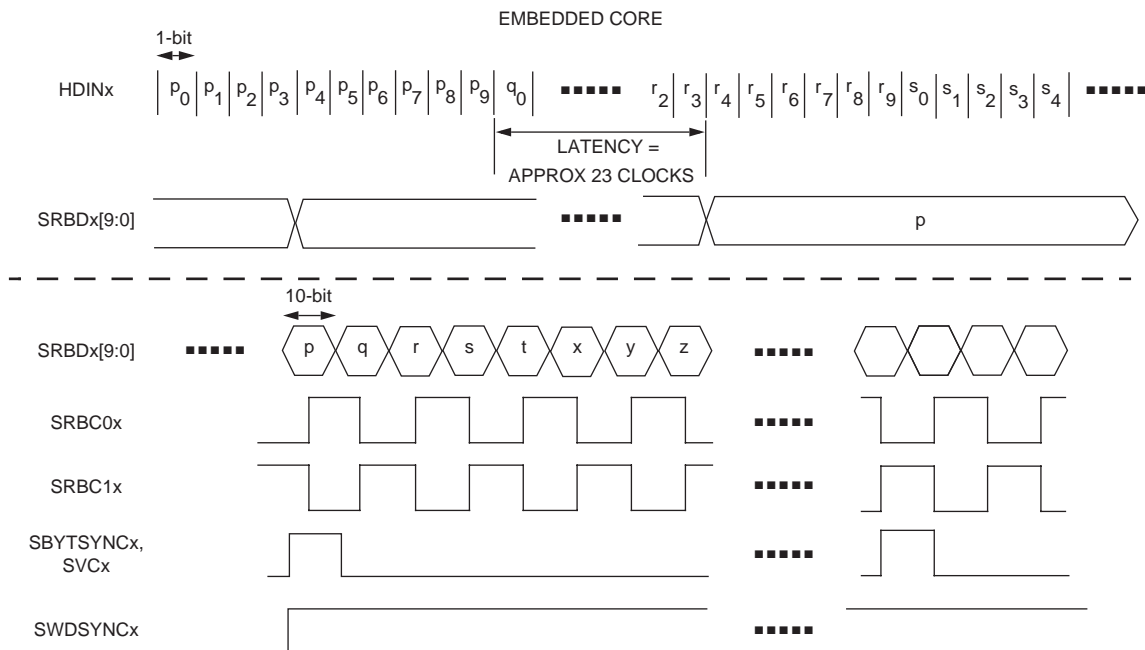 EMBEDDED CORE
1-bit
HDINx
p0 p1 p2 p3 p4 p5 p6 p7 p8 p9 q0 r2 r3 r4 r5 r6 r7 r8 r9 s0 s1 s2 s3 s4
LATENCY =
APPROX 23 CLOCKS
SRBDx[9:0]
p
10-bit
SRBDx[9:0]
p q r s t x y z
SRBC0x
SRBC1x
SBYTSYNCx,
SVCx
SWDSYNCx